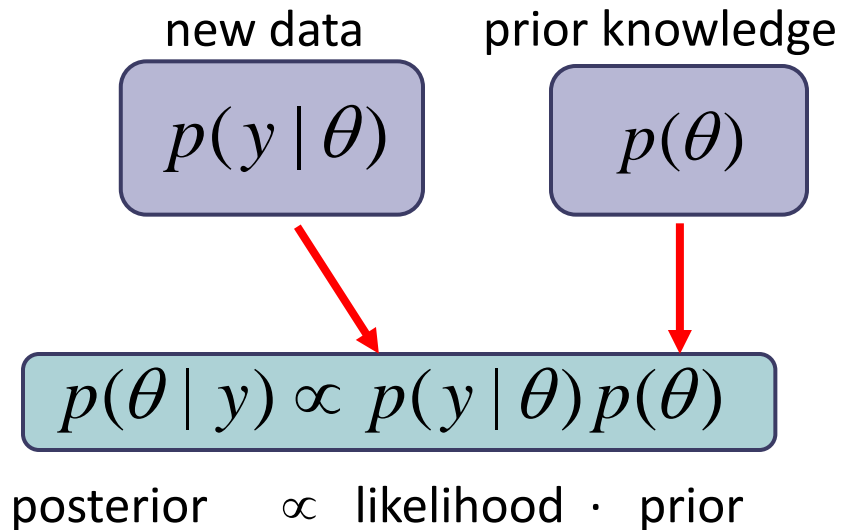 new data prior knowledge
p(y | θ) p(θ)
p(θ | y) ∝ p(y | θ)p(θ)
posterior ∝ likelihood · prior